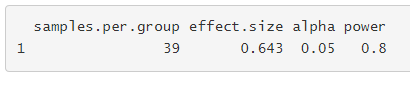 samples.per.group effect.size alpha power
1 39 0.643 0.05 0.8